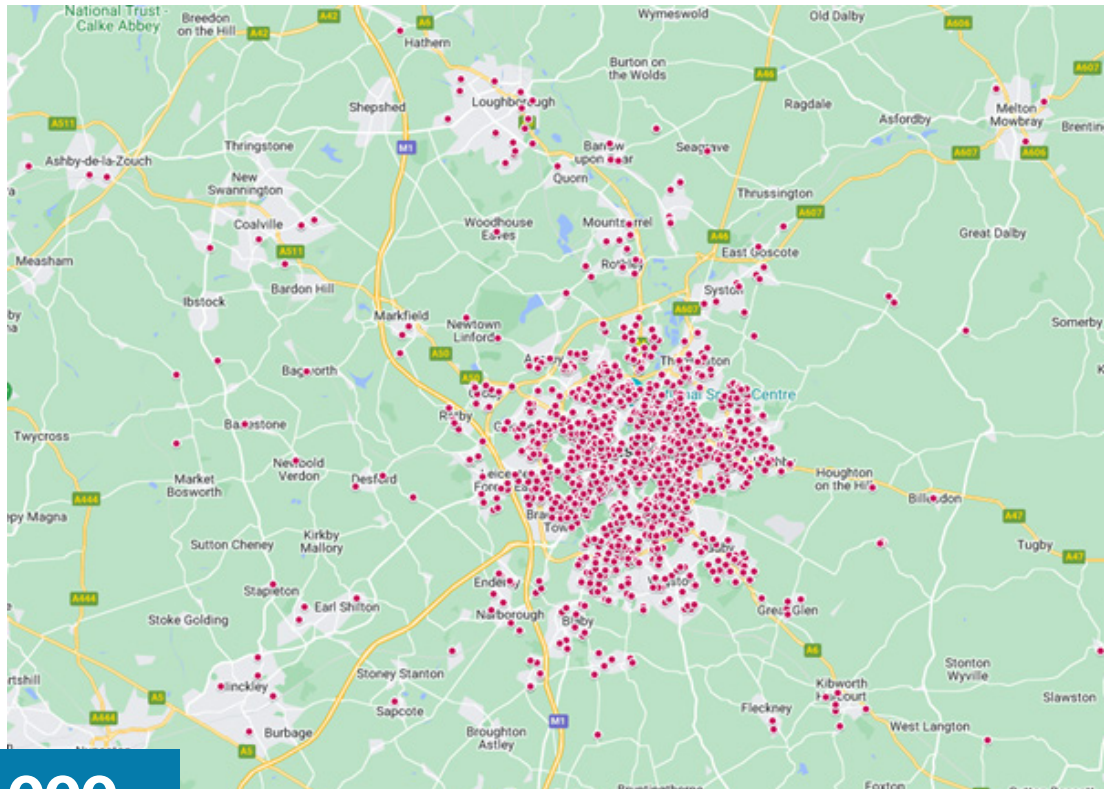 National Trust -
Calke Abbey
Breedon
on the Hill
A42
A42
A6
Hathern
Wymeswold
Old Dalby
A606
Burton on
the Wolds
A46
A607
Shepshed
Loughborough
Ragdale
Melton
Mowbray
Asfordby
A511
M1
Thringstone
Seagrave
A607
A606
Ashby-de-la-Zouch
Quorn
New
Swannington
Thrussington
A607
Coalville
Woodhouse
Eaves
A46
Great Dalby
A511
East Goscote
Measham
Bardon Hill
Syston
Ibstock
A607
Markfield
Newtown
Linford
Somerby
A50
A50
Bagworth
Centre
Twycross
Newbold
Verdon
Desford
Market
Bosworth
Houghton
on the Hill
A444
Billesdon
A47
Kirkby
Mallory
Sutton Cheney
Tugby
A47
Stapleton
Enderby
A444
Earl Shilton
Great Glen
Stoke Golding
Narborough
Blaby
A6
Stoney Stanton
Stonton
Wyville
Kibworth
Harcourt
Hinckley
A5
Sapcote
Fleckney
Slawston
A444
M1
West Langton
Burbage
Broughton
Astley
A5
Foxton